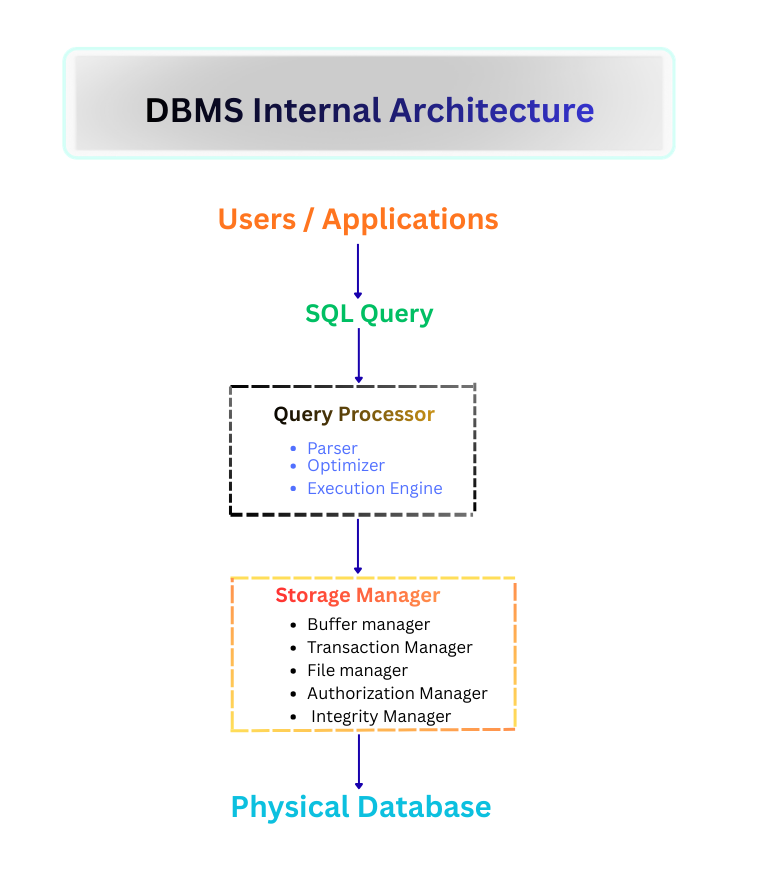 DBMS Internal Architecture
Users / Applications
SQL Query
Query Processor
• Parser
• Optimizer
• Execution Engine
Storage Manager
• Buffer manager
• Transaction Manager
• File manager
• Authorization Manager
• Integrity Manager
Physical Database